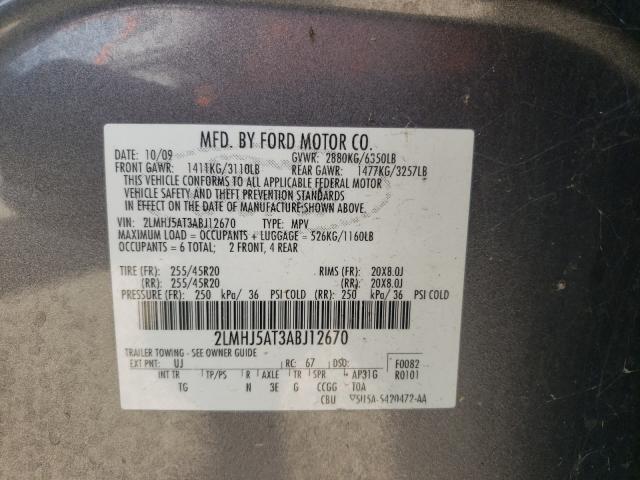 MFD. BY FORD MOTOR CO.
DATE: 10/09 GVWR: 2880KG/6350LB
FRONT GAWR: 1411KG/3110LB REAR GAWR: 1477KG/3257LB
THIS VEHICLE CONFORMS TO ALL APPLICABLE FEDERAL MOTOR
VEHICLE SAFETY AND THEFT PREVENTION STANDARDS
IN EFFECT ON THE DATE OF MANUFACTURE SHOWN ABOVE.
VIN: 2LMHJ5AT3ABJ12670 TYPE: MPV
MAXIMUM LOAD = OCCUPANTS + LUGGAGE = 526KG/1160LB
OCCUPANTS = 6 TOTAL; 2 FRONT, 4 REAR
TIRE (FR): 255/45R20 RIMS (FR): 20X8.0J
(RR): 255/45R20 (RR): 20X8.0J
PRESSURE (FR): 250 kPa/ 36 PSI COLD (RR): 250 kPa/ 36 PSI COLD
2LMHJ5AT3ABJ12670
TRAILER TOWING - SEE OWNER GUIDE
EXT PNT: UJ RC: 67 DSO: F0082
INT TR TP/PS R AXLE TR SPR AP31G R0101
TG N 3E G CCGG TOA
CBU 5U5A-5420472-AA